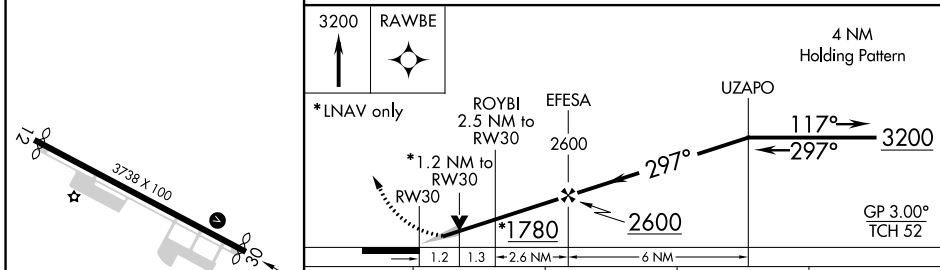 3200
RAWBE
4 NM
Holding Pattern
*LNAV only
ROYBI
2.5 NM to
RW30
EFESA
2600
UZAPO
117°
297°
3200
297°
*1.2 NM to
RW30
RW30
*1780
2600
GP 3.00°
TCH 52
1.2
1.3
2.6 NM
6 NM
12
3738 X 100
V
30